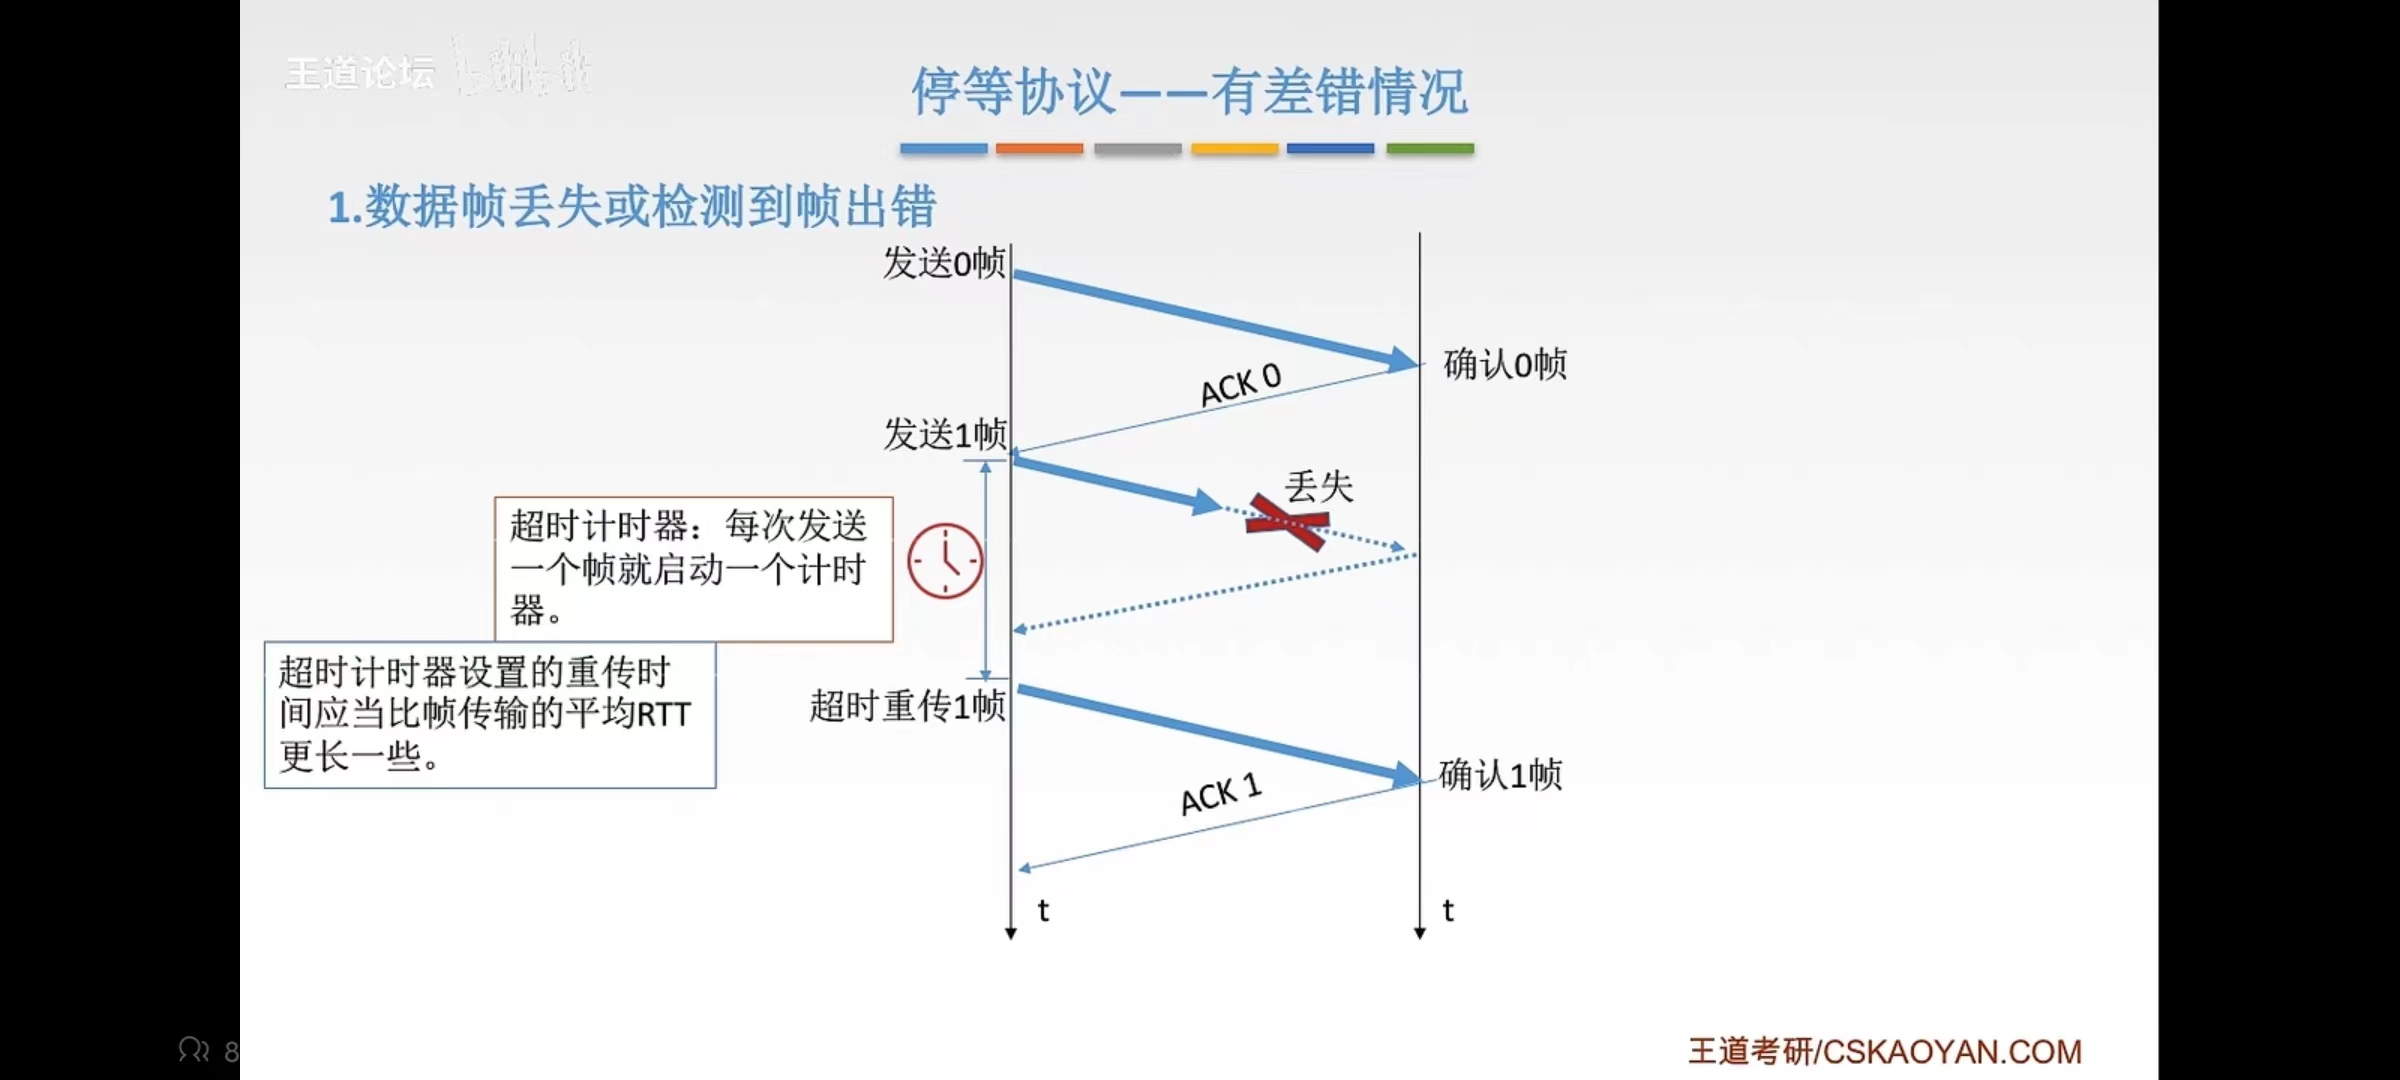 王道论坛 bilibili
停等协议——有差错情况
1.数据帧丢失或检测到帧出错
发送0帧
确认0帧
ACK 0
发送1帧
丢失
超时计时器：每次发送
一个帧就启动一个计时
器。
超时计时器设置的重传时
间应当比帧传输的平均RTT
更长一些。
超时重传1帧
确认1帧
ACK 1
t
t
8
王道考研/CSKAOYAN.COM